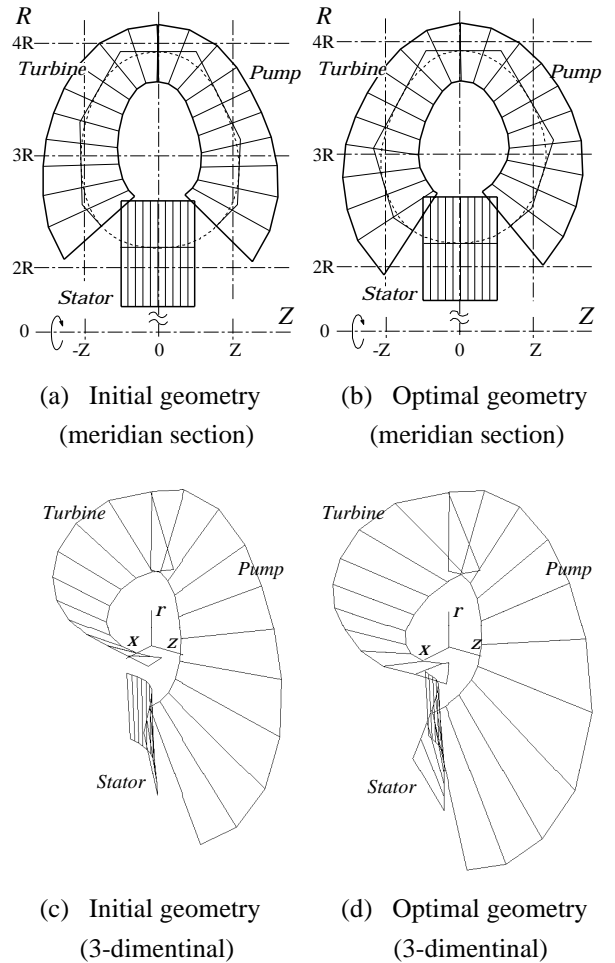 R R
4R 4R
Turbine Pump Turbine Pump
3R 3R
2R 2R
Stator Z Stator Z
0 0
-Z 0 Z -Z 0 Z
(a) Initial geometry (b) Optimal geometry
(meridian section) (meridian section)
Turbine Turbine
Pump Pump
r r
x z x z
Stator Stator
(c) Initial geometry (d) Optimal geometry
(3-dimentinal) (3-dimentinal)